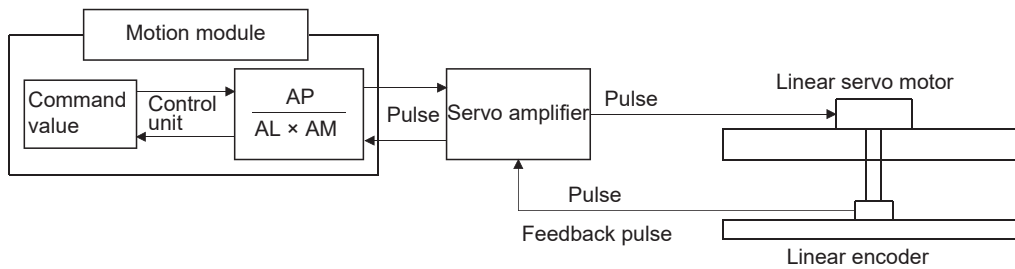 Motion module
Command
value
Control
unit
AP
AL × AM
Pulse
Servo amplifier
Pulse
Linear servo motor
Pulse
Feedback pulse
Linear encoder